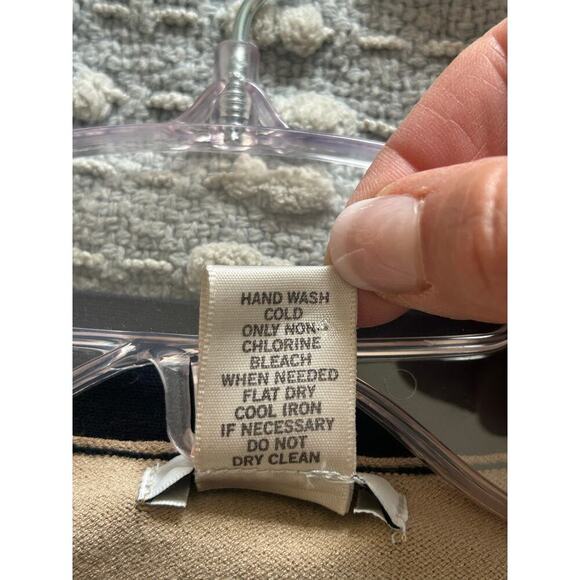 HAND WASH
COLD
ONLY NON-
CHLORINE
BLEACH
WHEN NEEDED
FLAT DRY
COOL IRON
IF NECESSARY
DO NOT
DRY CLEAN